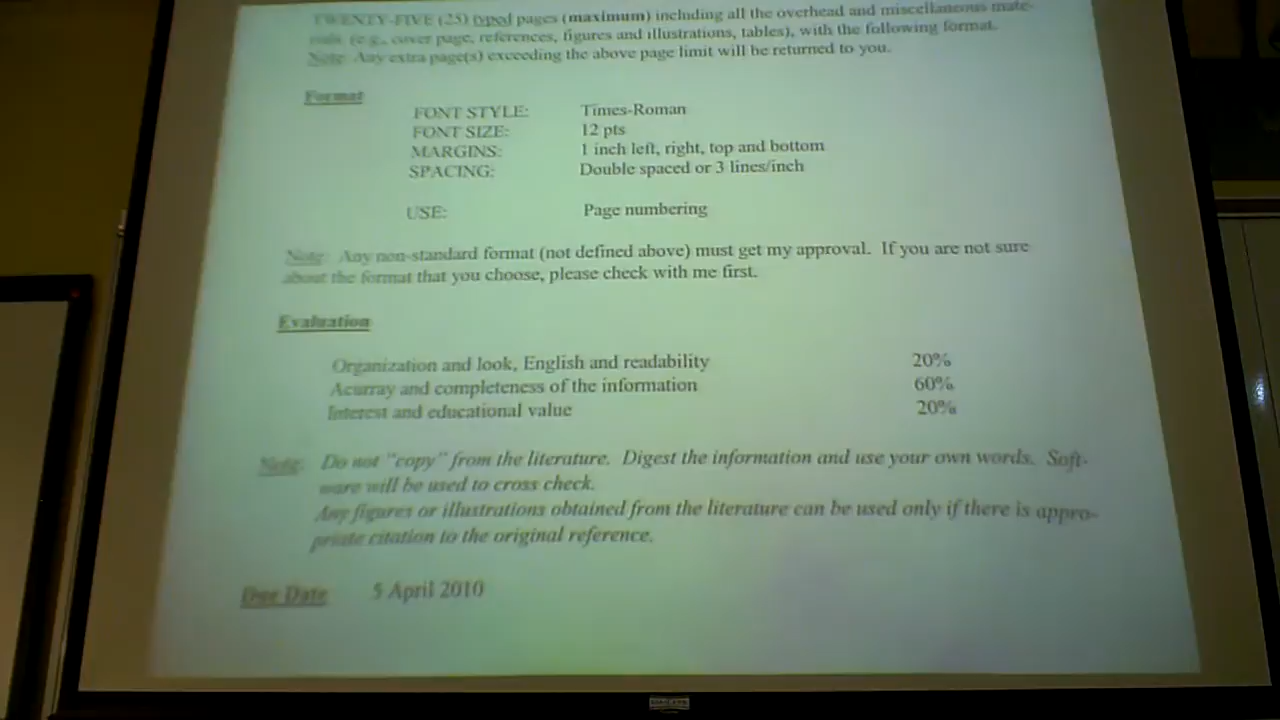 TWENTY-FIVE (25) typed pages (maximum) including all the overhead and miscellaneous mate-
rials (e.g., cover page, references, figures and illustrations, tables), with the following format.
Note: Any extra page(s) exceeding the above page limit will be returned to you.
Format
FONT STYLE: Times-Roman
FONT SIZE: 12 pts
MARGINS: 1 inch left, right, top and bottom
SPACING: Double spaced or 3 lines/inch
USE: Page numbering
Note: Any non-standard format (not defined above) must get my approval. If you are not sure
about the format that you choose, please check with me first.
Evaluation
Organization and look, English and readability 20%
Acurray and completeness of the information 60%
Interest and educational value 20%
Note: Do not "copy" from the literature. Digest the information and use your own words. Soft-
ware will be used to cross check.
Any figures or illustrations obtained from the literature can be used only if there is appro-
priate citation to the original reference.
Due Date 5 April 2010